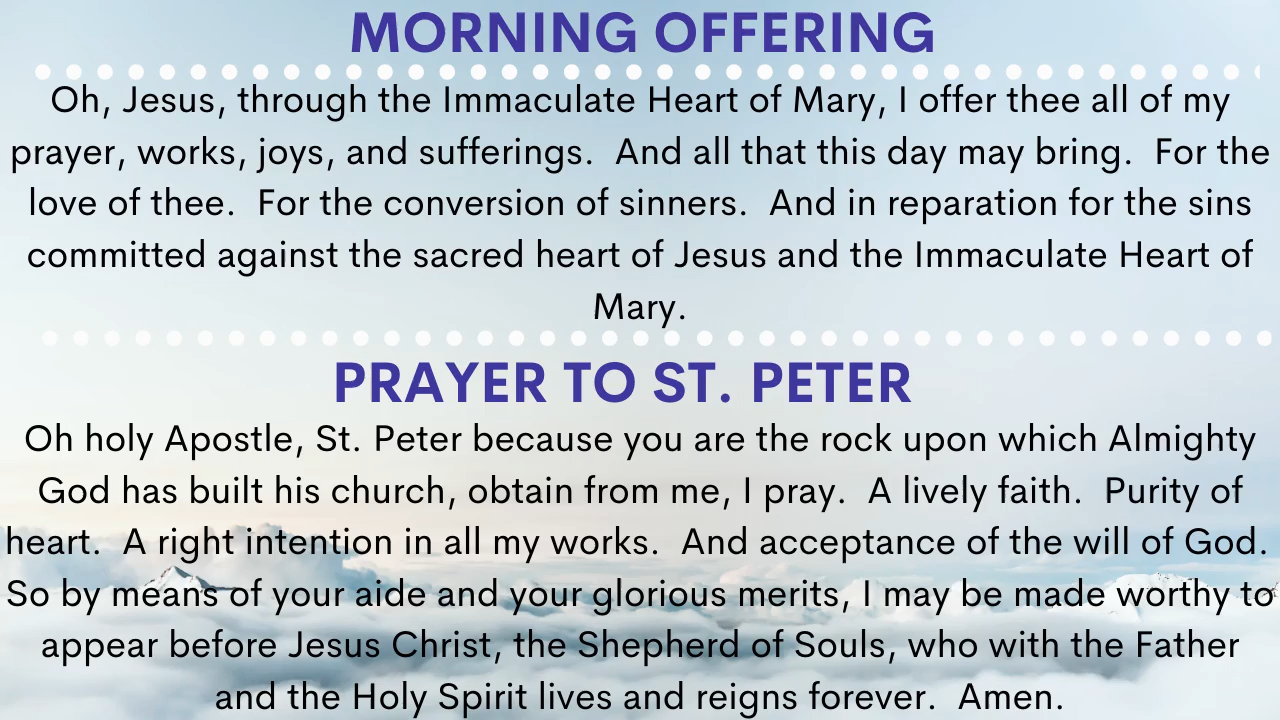 MORNING OFFERING
Oh, Jesus, through the Immaculate Heart of Mary, I offer thee all of my
prayer, works, joys, and sufferings.  And all that this day may bring.  For the
love of thee.  For the conversion of sinners.  And in reparation for the sins
committed against the sacred heart of Jesus and the Immaculate Heart of
Mary.
PRAYER TO ST. PETER
Oh holy Apostle, St. Peter because you are the rock upon which Almighty
God has built his church, obtain from me, I pray.  A lively faith.  Purity of
heart.  A right intention in all my works.  And acceptance of the will of God.
So by means of your aide and your glorious merits, I may be made worthy to
appear before Jesus Christ, the Shepherd of Souls, who with the Father
and the Holy Spirit lives and reigns forever.  Amen.